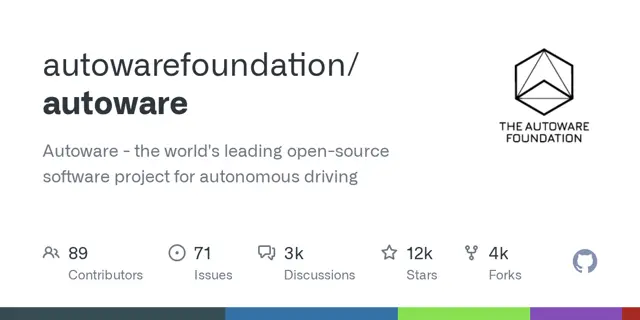 autowarefoundation/
autoware
THE AUTOWARE
FOUNDATION
Autoware - the world's leading open-source
software project for autonomous driving
89
Contributors
71
Issues
3k
Discussions
12k
Stars
4k
Forks